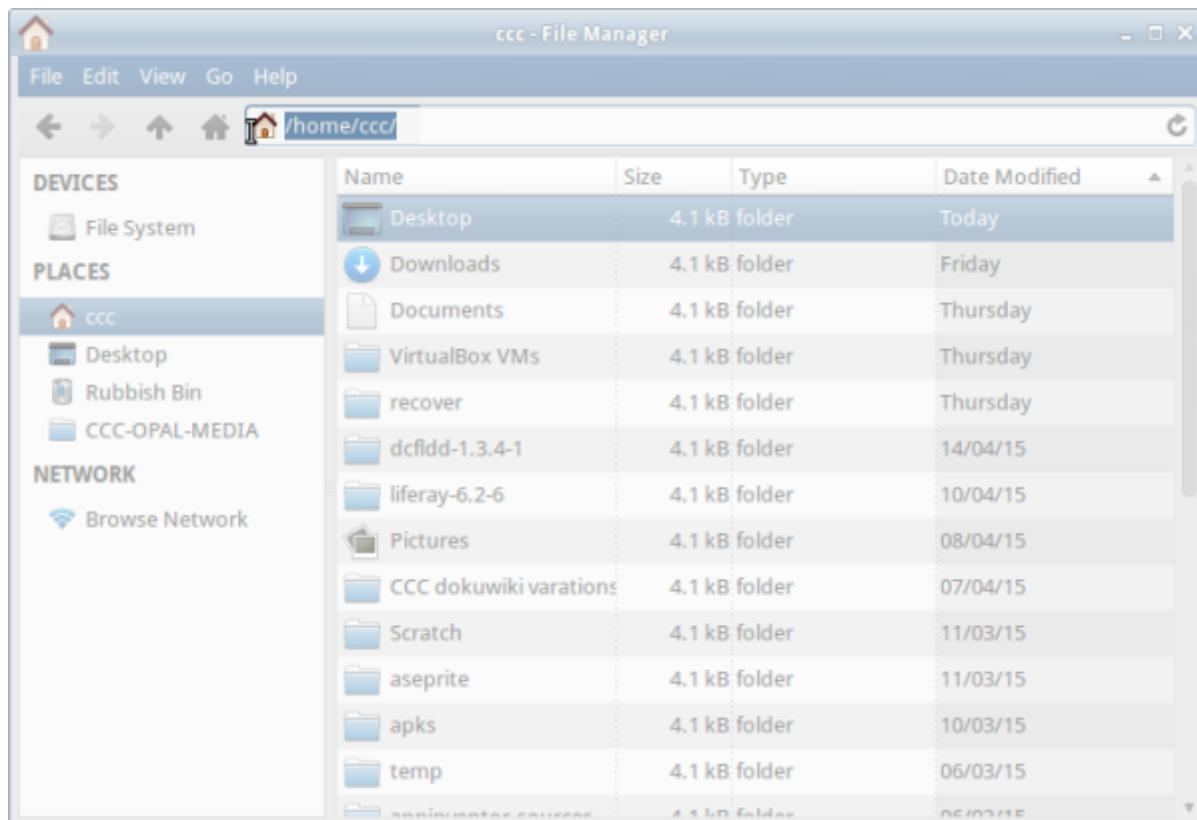 ccc - File Manager
File Edit View Go Help
/home/ccc/
DEVICES
File System
PLACES
ccc
Desktop
Rubbish Bin
CCC-OPAL-MEDIA
NETWORK
Browse Network
Name Size Type Date Modified
Desktop 4.1 kB folder Today
Downloads 4.1 kB folder Friday
Documents 4.1 kB folder Thursday
VirtualBox VMs 4.1 kB folder Thursday
recover 4.1 kB folder Thursday
dcfldd-1.3.4-1 4.1 kB folder 14/04/15
liferay-6.2-6 4.1 kB folder 10/04/15
Pictures 4.1 kB folder 08/04/15
CCC dokuwiki varations 4.1 kB folder 07/04/15
Scratch 4.1 kB folder 11/03/15
aseprite 4.1 kB folder 11/03/15
apks 4.1 kB folder 10/03/15
temp 4.1 kB folder 06/03/15